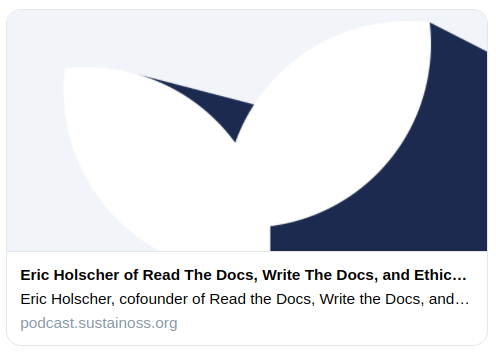 Eric Holscher of Read The Docs, Write The Docs, and Ethic...
Eric Holscher, cofounder of Read the Docs, Write the Docs, and...
podcast.sustainoss.org